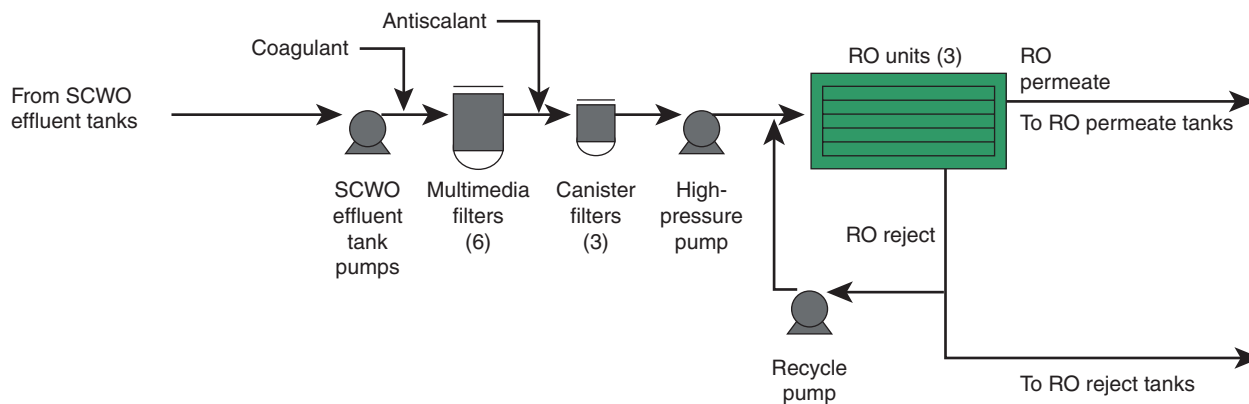 Antiscalant
Coagulant
From SCWO
effluent tanks
SCWO
effluent
tank
pumps
Multimedia
filters
(6)
Canister
filters
(3)
High-
pressure
pump
RO units (3)
RO
permeate
To RO permeate tanks
RO reject
Recycle
pump
To RO reject tanks